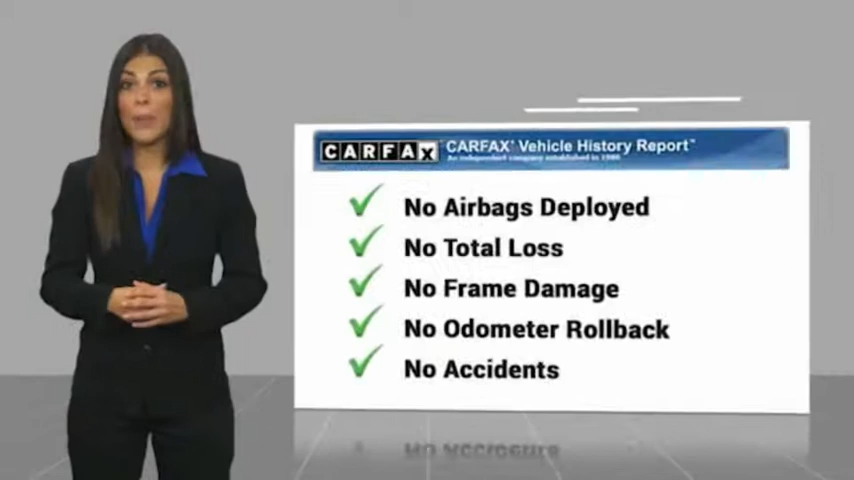 CARFAX CARFAX Vehicle History Report™
An independent company established in 1986
No Airbags Deployed
No Total Loss
No Frame Damage
No Odometer Rollback
No Accidents